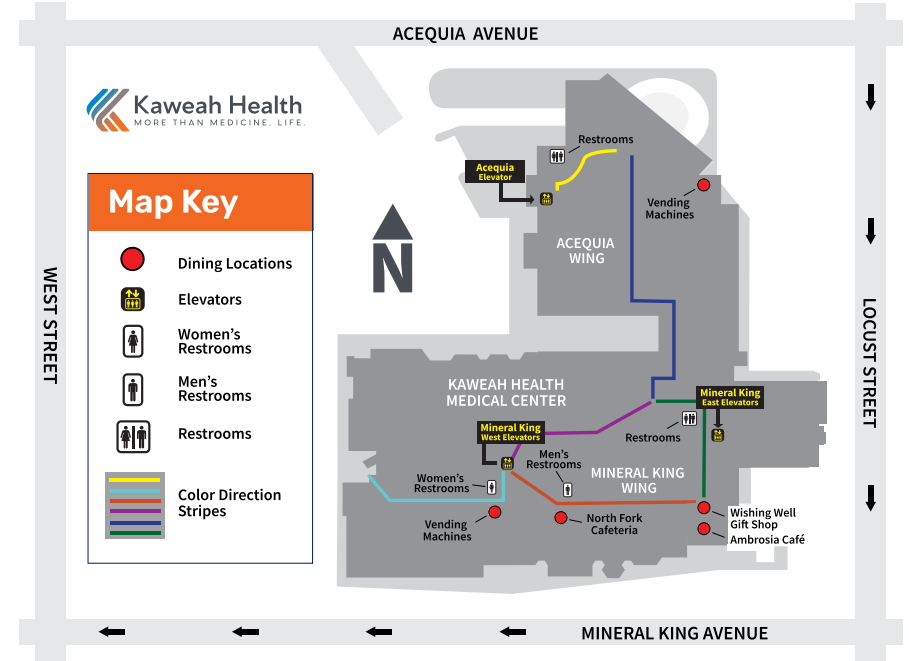 ACEQUIA AVENUE
Kaweah Health
MORE THAN MEDICINE. LIFE.
Map Key
Dining Locations
Elevators
Women's
Restrooms
Men's
Restrooms
Restrooms
Color Direction
Stripes
WEST STREET
N
Restrooms
Acequia
Elevator
Vending
Machines
ACEQUIA
WING
LOCUST STREET
KAWEAH HEALTH
MEDICAL CENTER
Mineral King
East Elevators
Mineral King
West Elevators
Restrooms
Men's
Restrooms
Women's
Restrooms
MINERAL KING
WING
Vending
Machines
North Fork
Cafeteria
Wishing Well
Gift Shop
Ambrosia Café
MINERAL KING AVENUE